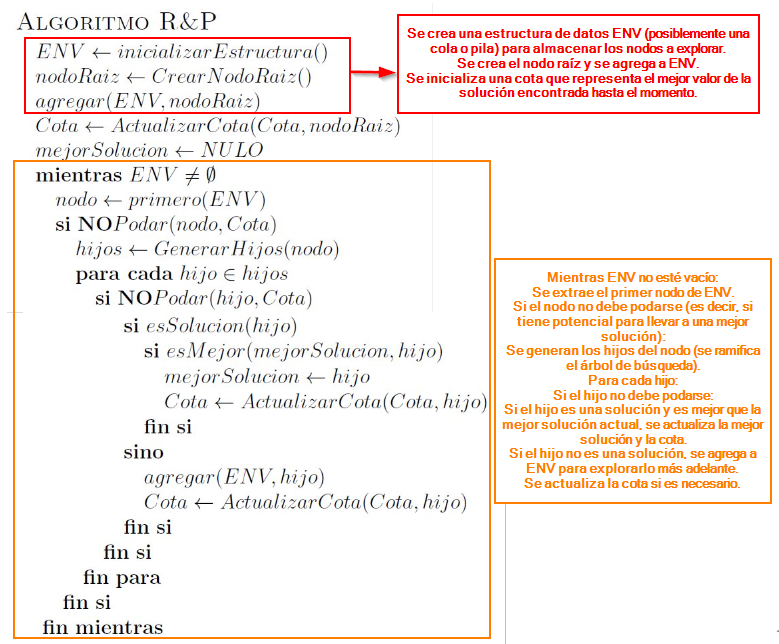 ALGORITMO R&P
ENV ← inicializarEstructura()
nodoRaiz ← CrearNodoRaiz()
agregar(ENV, nodoRaiz)
Cota ← ActualizarCota(Cota, nodoRaiz)
mejorSolucion ← NULO
mientras ENV ≠ ∅
nodo ← primero(ENV)
si NOPodar(nodo, Cota)
hijos ← GenerarHijos(nodo)
para cada hijo ∈ hijos
si NOPodar(hijo, Cota)
si esSolucion(hijo)
si esMejor(mejorSolucion, hijo)
mejorSolucion ← hijo
Cota ← ActualizarCota(Cota, hijo)
fin si
sino
agregar(ENV, hijo)
Cota ← ActualizarCota(Cota, hijo)
fin si
fin si
fin para
fin si
fin mientras
Se crea una estructura de datos ENV (posiblemente una
cola o pila) para almacenar los nodos a explorar.
Se crea el nodo raíz y se agrega a ENV.
Se inicializa una cota que representa el mejor valor de la
solución encontrada hasta el momento.
Mientras ENV no esté vacío:
Se extrae el primer nodo de ENV.
Si el nodo no debe podarse (es decir, si
tiene potencial para llevar a una mejor
solución):
Se generan los hijos del nodo (se ramifica
el árbol de búsqueda).
Para cada hijo:
Si el hijo no debe podarse:
Si el hijo es una solución y es mejor que la
mejor solución actual, se actualiza la mejor
solución y la cota.
Si el hijo no es una solución, se agrega a
ENV para explorarlo más adelante.
Se actualiza la cota si es necesario.